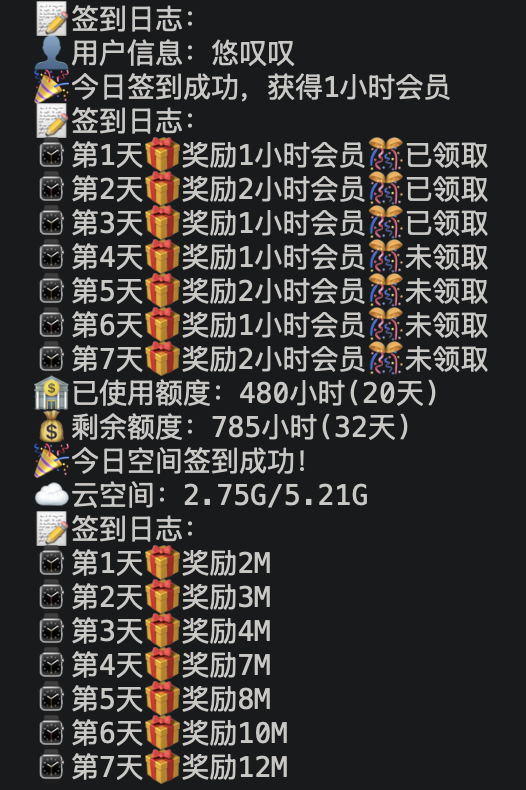 📝签到日志:
👤用户信息: 悠叹叹
🎉今日签到成功, 获得1小时会员
📝签到日志:
⌚第1天🎁奖励1小时会员🎊已领取
⌚第2天🎁奖励2小时会员🎊已领取
⌚第3天🎁奖励1小时会员🎊已领取
⌚第4天🎁奖励1小时会员🎊未领取
⌚第5天🎁奖励2小时会员🎊未领取
⌚第6天🎁奖励1小时会员🎊未领取
⌚第7天🎁奖励2小时会员🎊未领取
🏦已使用额度: 480小时(20天)
💰剩余额度: 785小时(32天)
🎉今日空间签到成功!
☁️云空间: 2.75G/5.21G
📝签到日志:
⌚第1天🎁奖励2M
⌚第2天🎁奖励3M
⌚第3天🎁奖励4M
⌚第4天🎁奖励7M
⌚第5天🎁奖励8M
⌚第6天🎁奖励10M
⌚第7天🎁奖励12M